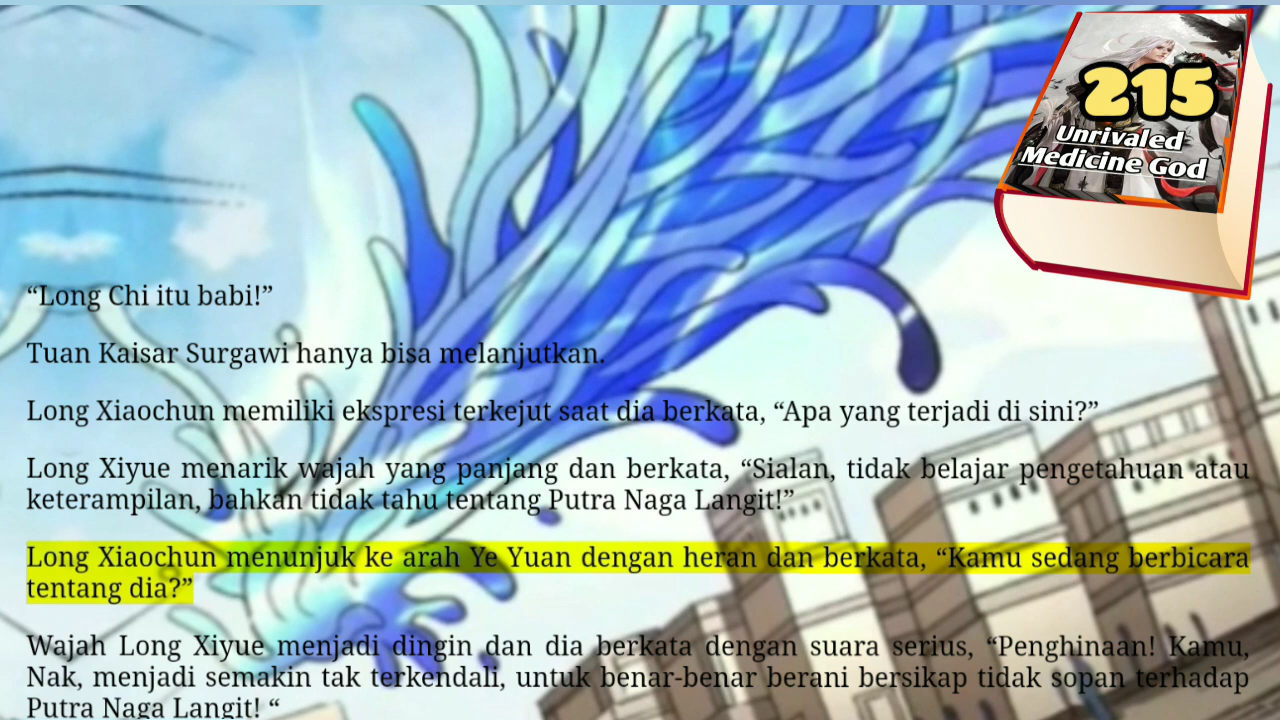 215
Unrivaled
Medicine God
“Long Chi itu babi!”
Tuan Kaisar Surgawi hanya bisa melanjutkan.
Long Xiaochun memiliki ekspresi terkejut saat dia berkata, “Apa yang terjadi di sini?”
Long Xiyue menarik wajah yang panjang dan berkata, “Sialan, tidak belajar pengetahuan atau
keterampilan, bahkan tidak tahu tentang Putra Naga Langit!”
Long Xiaochun menunjuk ke arah Ye Yuan dengan heran dan berkata, “Kamu sedang berbicara
tentang dia?”
Wajah Long Xiyue menjadi dingin dan dia berkata dengan suara serius, “Penghinaan! Kamu,
Nak, menjadi semakin tak terkendali, untuk benar-benar berani bersikap tidak sopan terhadap
Putra Naga Langit! “